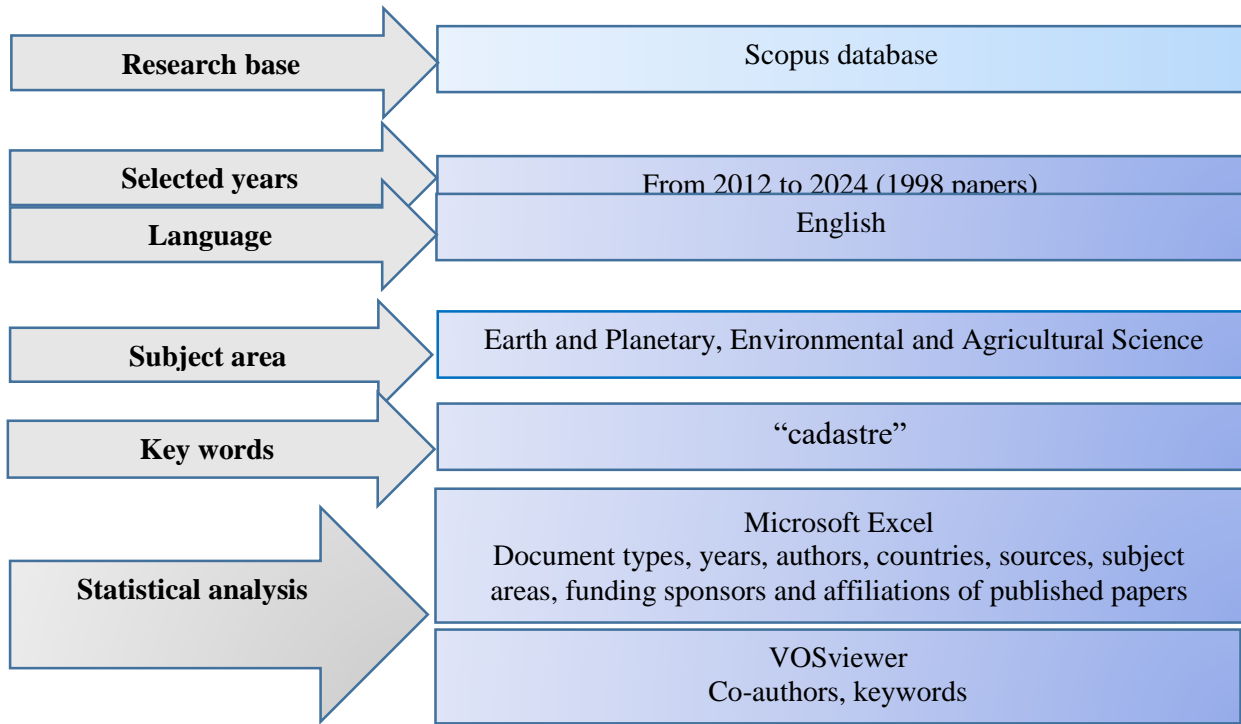 Research base
Scopus database
Selected years
From 2012 to 2024 (1998 papers)
Language
English
Subject area
Earth and Planetary, Environmental and Agricultural Science
Key words
“cadastre”
Statistical analysis
Microsoft Excel
Document types, years, authors, countries, sources, subject
areas, funding sponsors and affiliations of published papers
VOSviewer
Co-authors, keywords